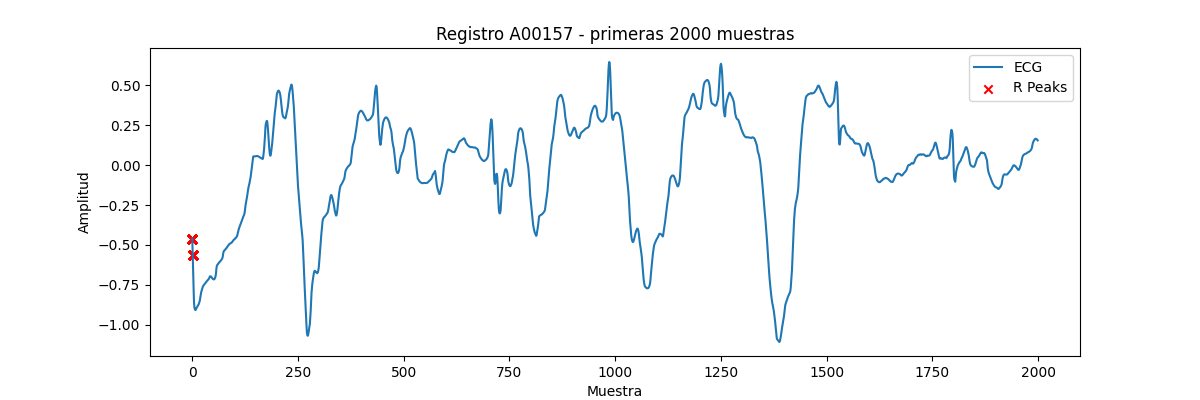 Registro A00157 - primeras 2000 muestras
ECG
R Peaks
Amplitud
0.50
0.25
0.00
−0.25
−0.50
−0.75
−1.00
0 250 500 750 1000 1250 1500 1750 2000
Muestra